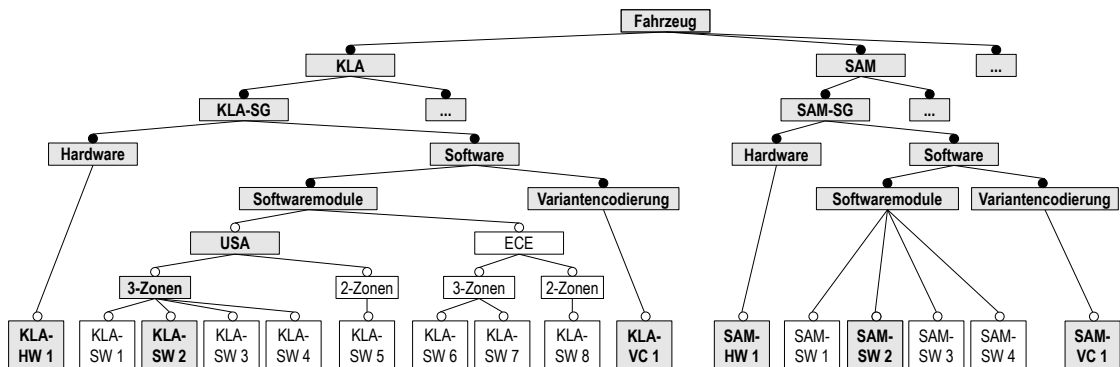 Fahrzeug
KLA SAM ...
KLA-SG ... SAM-SG ...
Hardware Software Hardware Software
Softwaremodule Variantencodierung Softwaremodule Variantencodierung
USA ECE
3-Zonen 2-Zonen 3-Zonen 2-Zonen
KLA- KLA- KLA- KLA- KLA- KLA- KLA- KLA- KLA- KLA- SAM- SAM- SAM- SAM- SAM- SAM-
HW 1 SW 1 SW 2 SW 3 SW 4 SW 5 SW 6 SW 7 SW 8 VC 1 HW 1 SW 1 SW 2 SW 3 SW 4 VC 1